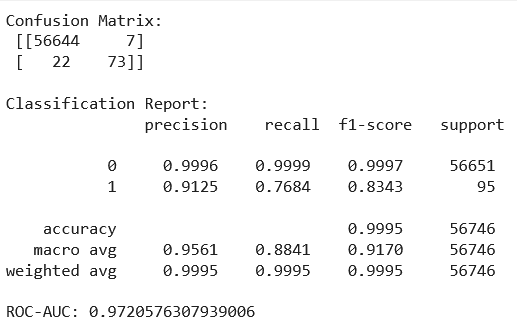 Confusion Matrix:
[[56644 7]
[ 22 73]]
Classification Report:
precision recall f1-score support
0 0.9996 0.9999 0.9997 56651
1 0.9125 0.7684 0.8343 95
accuracy 0.9995 56746
macro avg 0.9561 0.8841 0.9170 56746
weighted avg 0.9995 0.9995 0.9995 56746
ROC-AUC: 0.9720576307939006